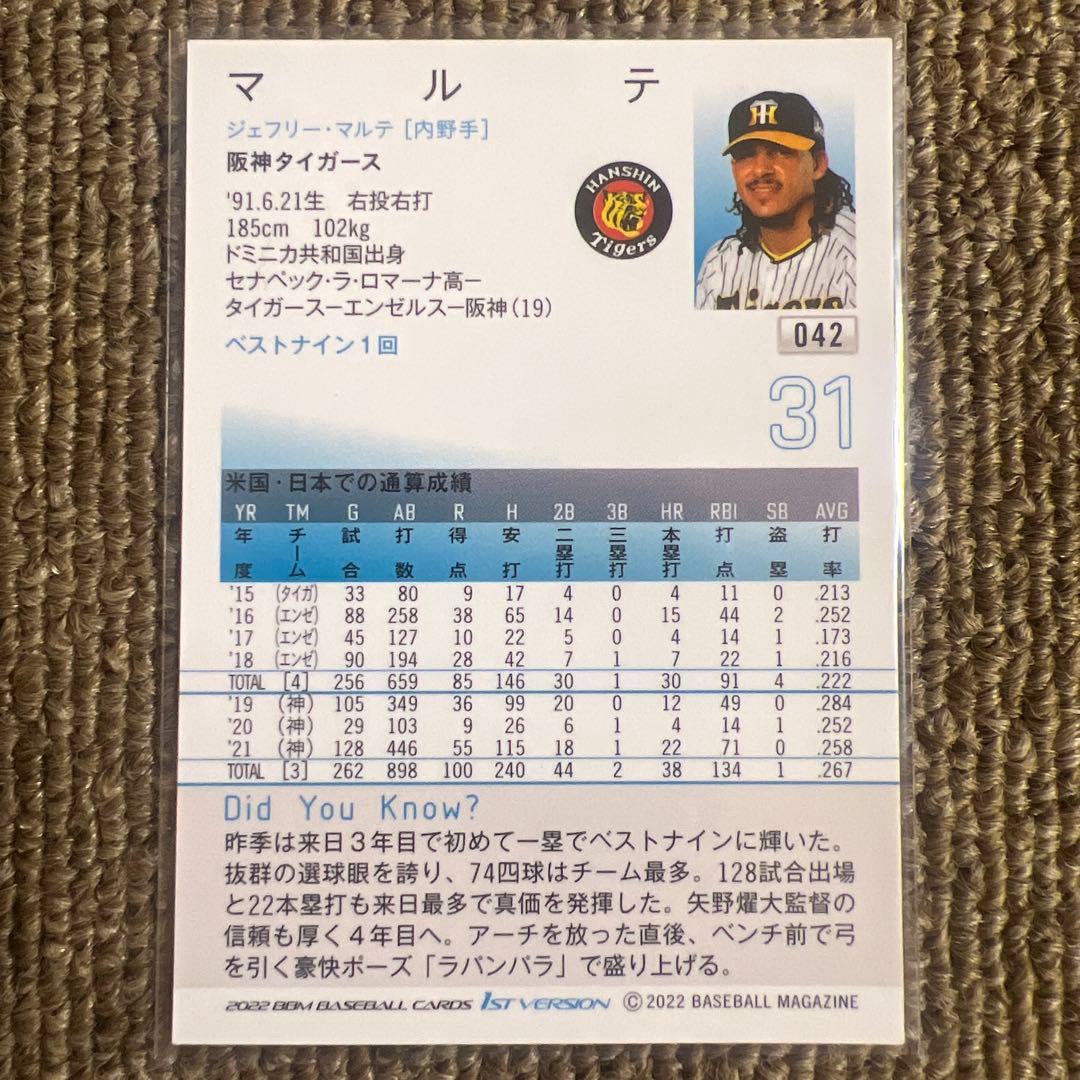 マルテ
ジェフリー・マルテ [内野手]
阪神タイガース
'91.6.21生 右投右打
185cm 102kg
ドミニカ共和国出身
セナペック・ラ・ロマーナ高ー
タイガースーエンゼルスー阪神(19)
ベストナイン1回
HANSHIN
Tigers
HT
Tigers
042
31
米国・日本での通算成績
YR TM G AB R H 2B 3B HR RBI SB AVG
年度 チーム 試合 打数 得点 安打 二塁打 三塁打 本塁打 打点 盗塁 打率
'15 (タイガ) 33 80 9 17 4 0 4 11 0 .213
'16 (エンゼ) 88 258 38 65 14 0 15 44 2 .252
'17 (エンゼ) 45 127 10 22 5 0 4 14 1 .173
'18 (エンゼ) 90 194 28 42 7 1 7 22 1 .216
TOTAL [4] 256 659 85 146 30 1 30 91 4 .222
'19 (神) 105 349 36 99 20 0 12 49 0 .284
'20 (神) 29 103 9 26 6 1 4 14 1 .252
'21 (神) 128 446 55 115 18 1 22 71 0 .258
TOTAL [3] 262 898 100 240 44 2 38 134 1 .267
Did You Know?
昨季は来日3年目で初めて一塁でベストナインに輝いた。
抜群の選球眼を誇り、74四球はチーム最多。128試合出場
と22本塁打も来日最多で真価を発揮した。矢野燿大監督の
信頼も厚く4年目へ。アーチを放った直後、ベンチ前で弓
を引く豪快ポーズ「ラパンパラ」で盛り上げる。
2022 BBM BASEBALL CARDS 1ST VERSION ©2022 BASEBALL MAGAZINE